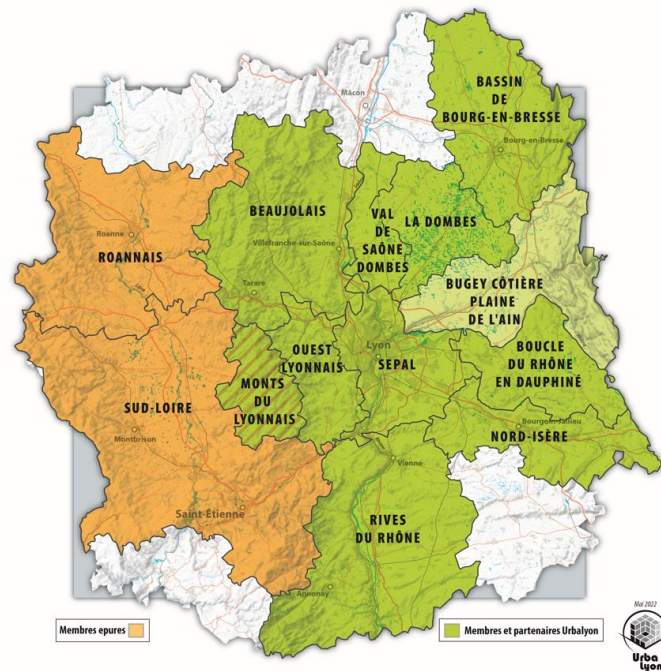 Mâcon
BASSIN
DE
BOURG-EN-BRESSE
Bourg-en-Bresse
BEAUJOLAIS
VAL
DE
SAÔNE
DOMBES
LA DOMBES
Roanne
ROANNAIS
Villefranche-sur-Saône
Tarare
BUGEY CÔTIÈRE
PLAINE
DE L'AIN
OUEST
LYONNAIS
Lyon
SEPAL
BOUCLE
DU RHÔNE
EN DAUPHINÉ
MONTS
DU
LYONNAIS
SUD-LOIRE
Montbrison
Bourgoin-Jallieu
NORD-ISÈRE
Vienne
Saint-Étienne
RIVES
DU RHÔNE
Annonay
Mai 2022
Membres epures
Membres et partenaires Urbalyon
Urba
Lyon